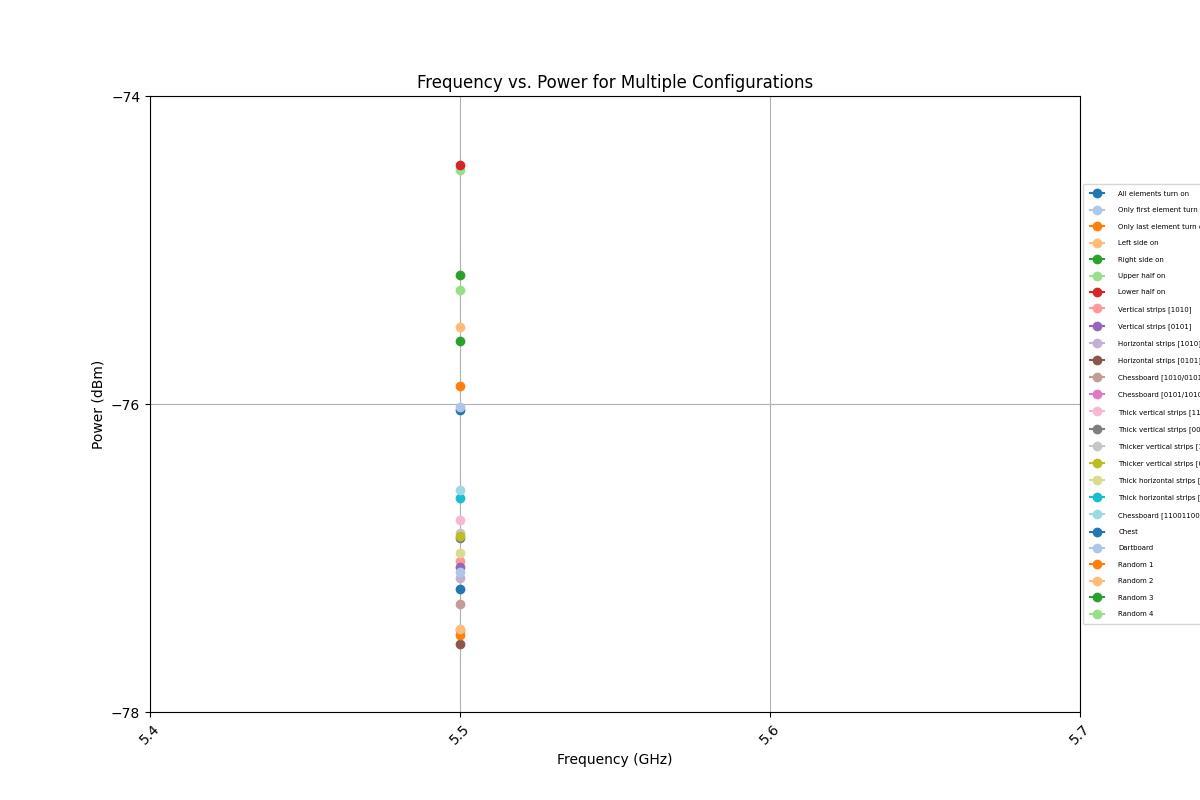 Frequency vs. Power for Multiple Configurations
−74
−76
−78
Power (dBm)
5.4
5.5
5.6
5.7
Frequency (GHz)
All elements turn on
Only first element turn
Only last element turn
Left side on
Right side on
Upper half on
Lower half on
Vertical strips [1010]
Vertical strips [0101]
Horizontal strips [1010]
Horizontal strips [0101]
Chessboard [1010/0101
Chessboard [0101/1010
Thick vertical strips [11
Thick vertical strips [00
Thicker vertical strips [
Thicker vertical strips [
Thick horizontal strips [
Thick horizontal strips [
Chessboard [11001100
Chest
Dartboard
Random 1
Random 2
Random 3
Random 4